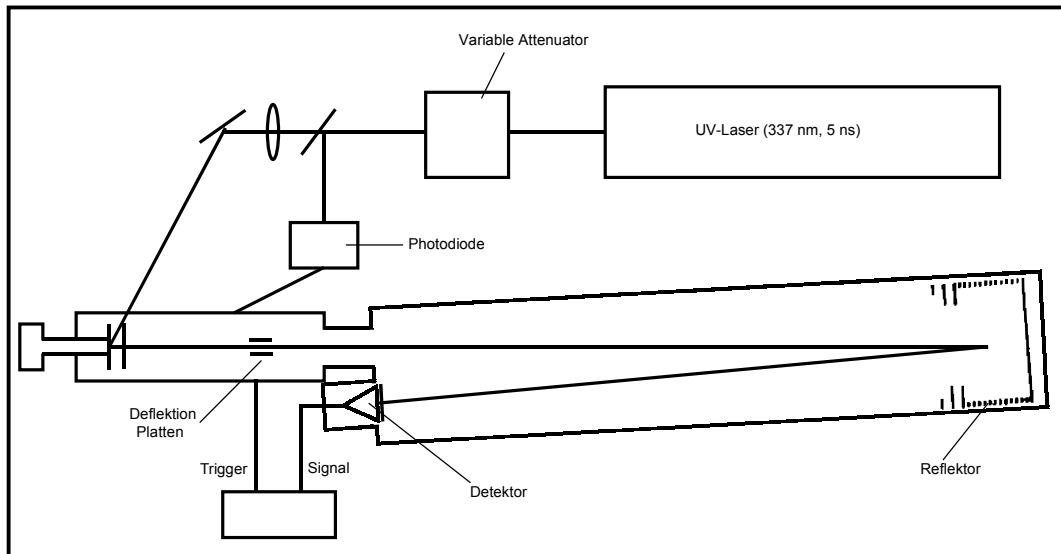 Variable Attenuator
UV-Laser (337 nm, 5 ns)
Photodiode
Deflektion
Platten
Trigger
Signal
Detektor
Reflektor